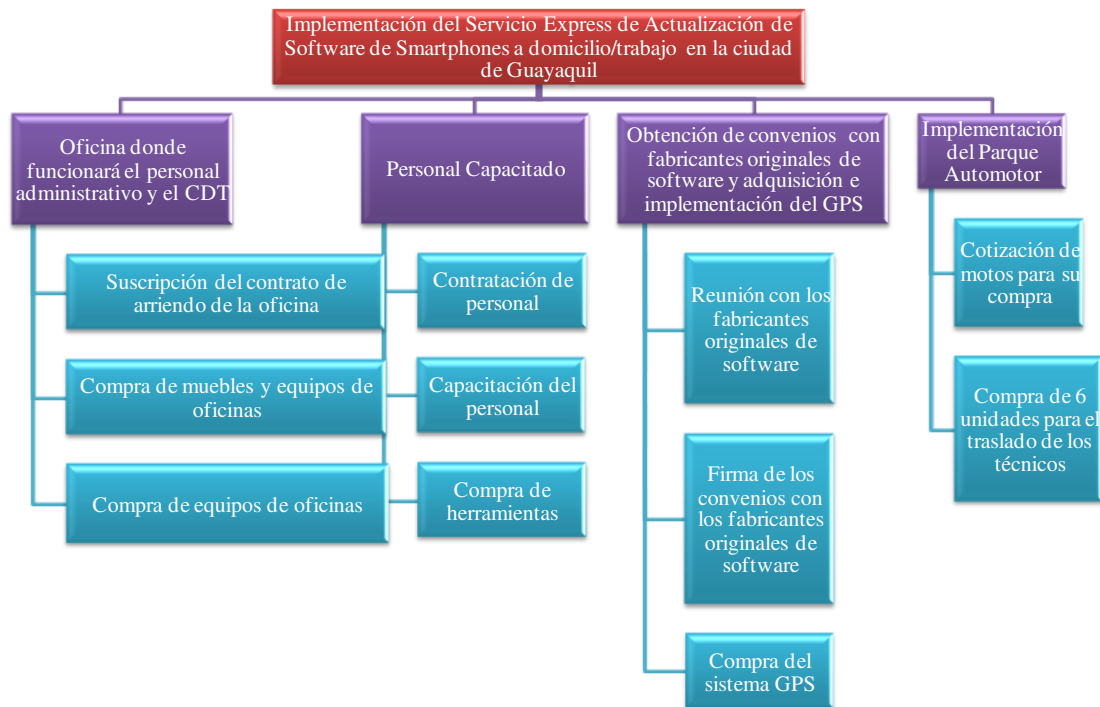 Implementación del Servicio Express de Actualización de
Software de Smartphones a domicilio/trabajo en la ciudad
de Guayaquil
Oficina donde
funcionará el personal
administrativo y el CDT
Suscripción del contrato de
arriendo de la oficina
Compra de muebles y equipos de
oficinas
Compra de equipos de oficinas
Personal Capacitado
Contratación de
personal
Capacitación del
personal
Compra de
herramientas
Obtención de convenios con
fabricantes originales de
software y adquisición e
implementación del GPS
Reunión con los
fabricantes
originales de
software
Firma de los
convenios con
los fabricantes
originales de
software
Compra del
sistema GPS
Implementación
del Parque
Automotor
Cotización de
motos para su
compra
Compra de 6
unidades para el
traslado de los
técnicos